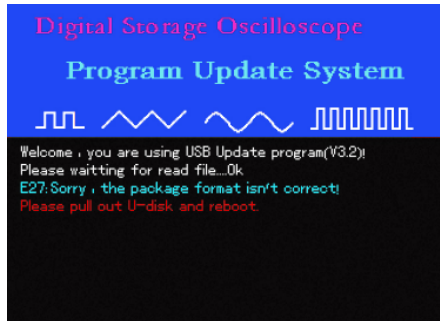 Digital Storage Oscilloscope
Program Update System
Welcome , you are using USB Update program(V3.2)!
Please waitting for read file....Ok
E27:Sorry , the package format isn't correct!
Please pull out U-disk and reboot.